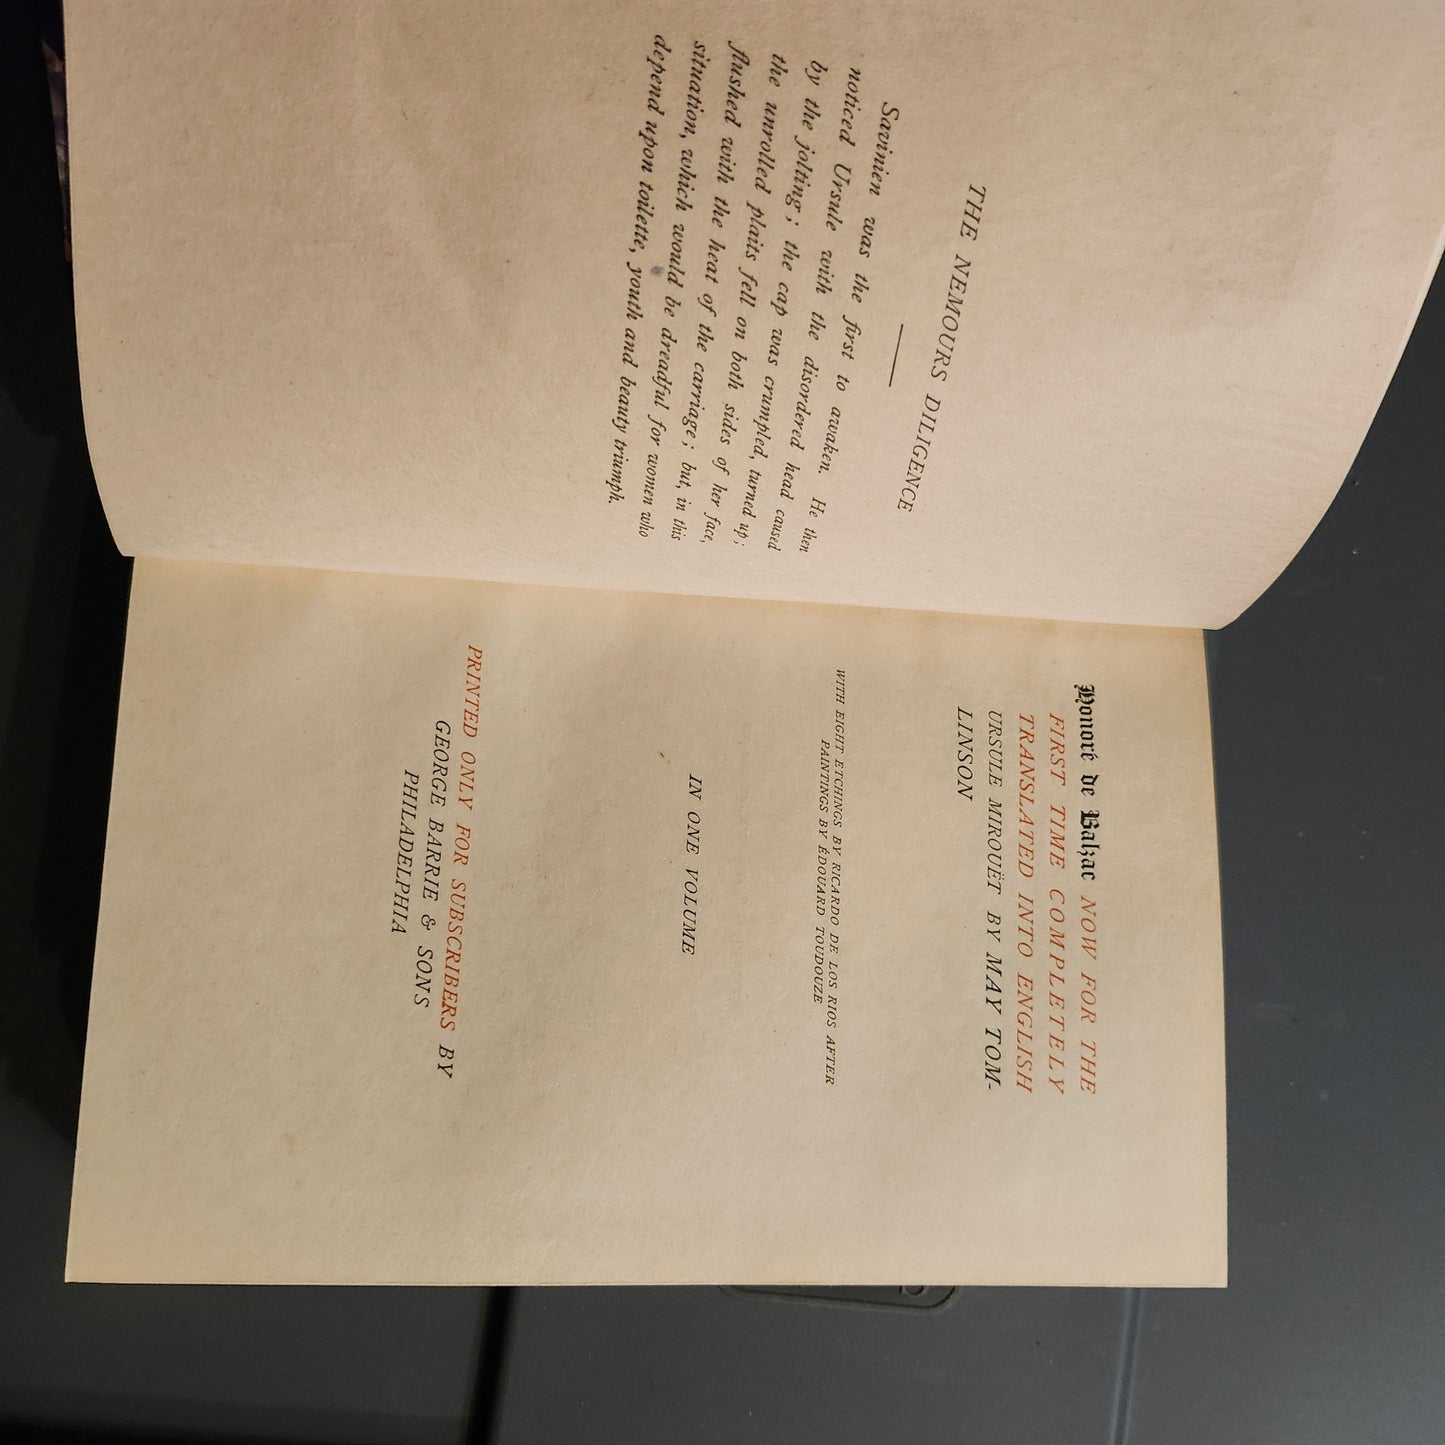 THE NEMOURS DILIGENCE
Savinien was the first to awaken. He then
noticed Ursule with the disordered head caused
by the jolting; the cap was crumpled, turned up;
the unrolled plaits fell on both sides of her face,
flushed with the heat of the carriage; but, in this
situation, which would be dreadful for women who
depend upon toilette, youth and beauty triumph.
Honoré de Balzac NOW FOR THE
FIRST TIME COMPLETELY
TRANSLATED INTO ENGLISH
URSULE MIROUËT BY MAY TOM-
LINSON
WITH EIGHT ETCHINGS BY RICARDO DE LOS RIOS AFTER
PAINTINGS BY ÉDOUARD TOUDOUZE
IN ONE VOLUME
PRINTED ONLY FOR SUBSCRIBERS BY
GEORGE BARRIE & SONS
PHILADELPHIA